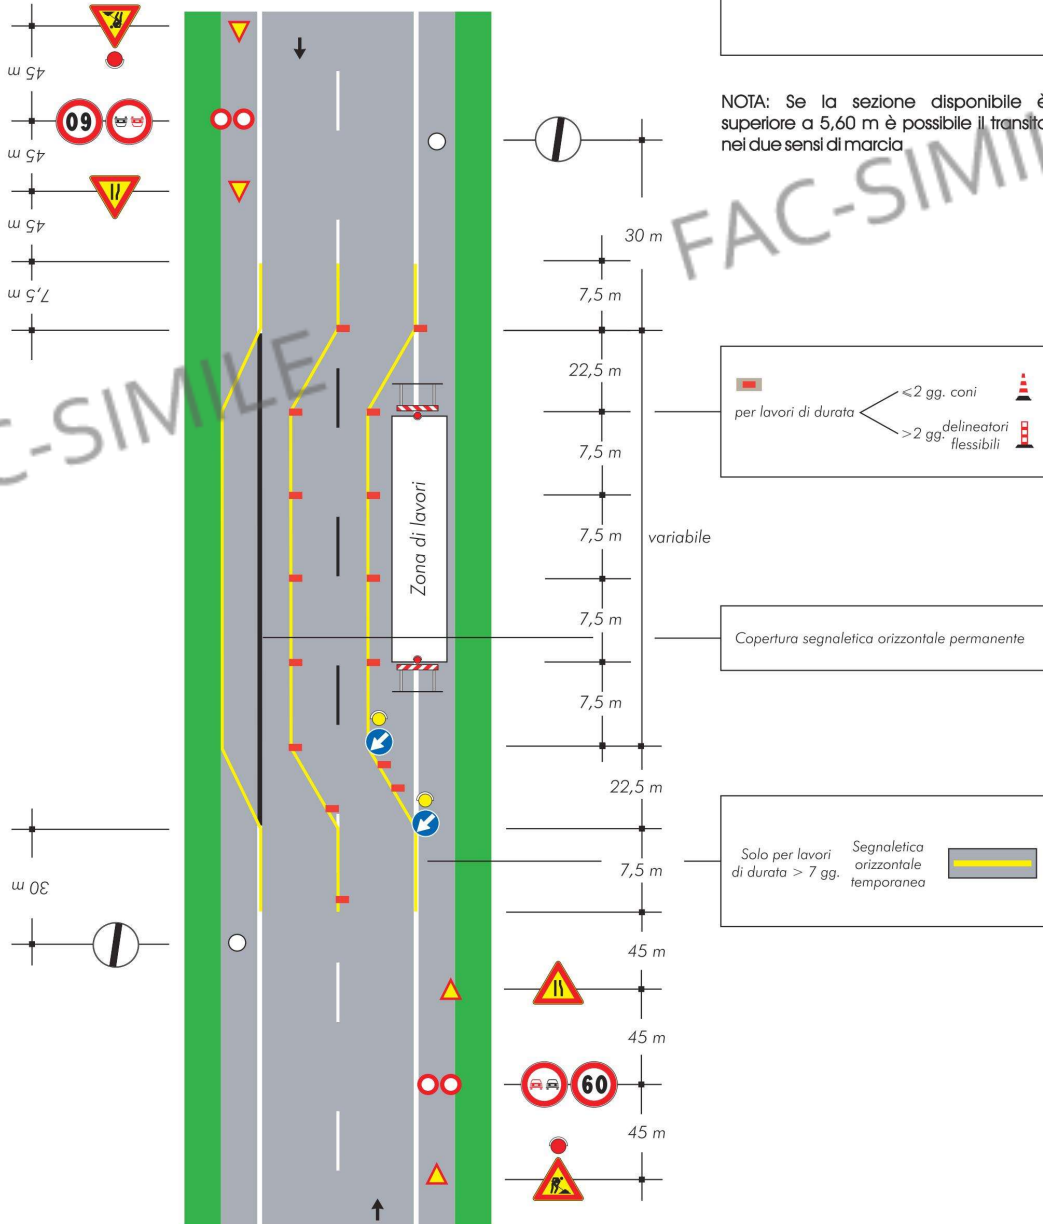 NOTA: Se la sezione disponibile è
superiore a 5,60 m è possibile il transito
nei due sensi di marcia
FAC-SIMI
C-SIMILE
45 m
60
45 m
45 m
7,5 m
30 m
30 m
7,5 m
22,5 m
7,5 m
7,5 m
variabile
7,5 m
7,5 m
22,5 m
7,5 m
45 m
45 m
60
45 m
Zona di lavori
per lavori di durata
≤2 gg. coni
>2 gg. delineatori
flessibili
Copertura segnaletica orizzontale permanente
Solo per lavori
di durata > 7 gg.
Segnaletica
orizzontale
temporanea